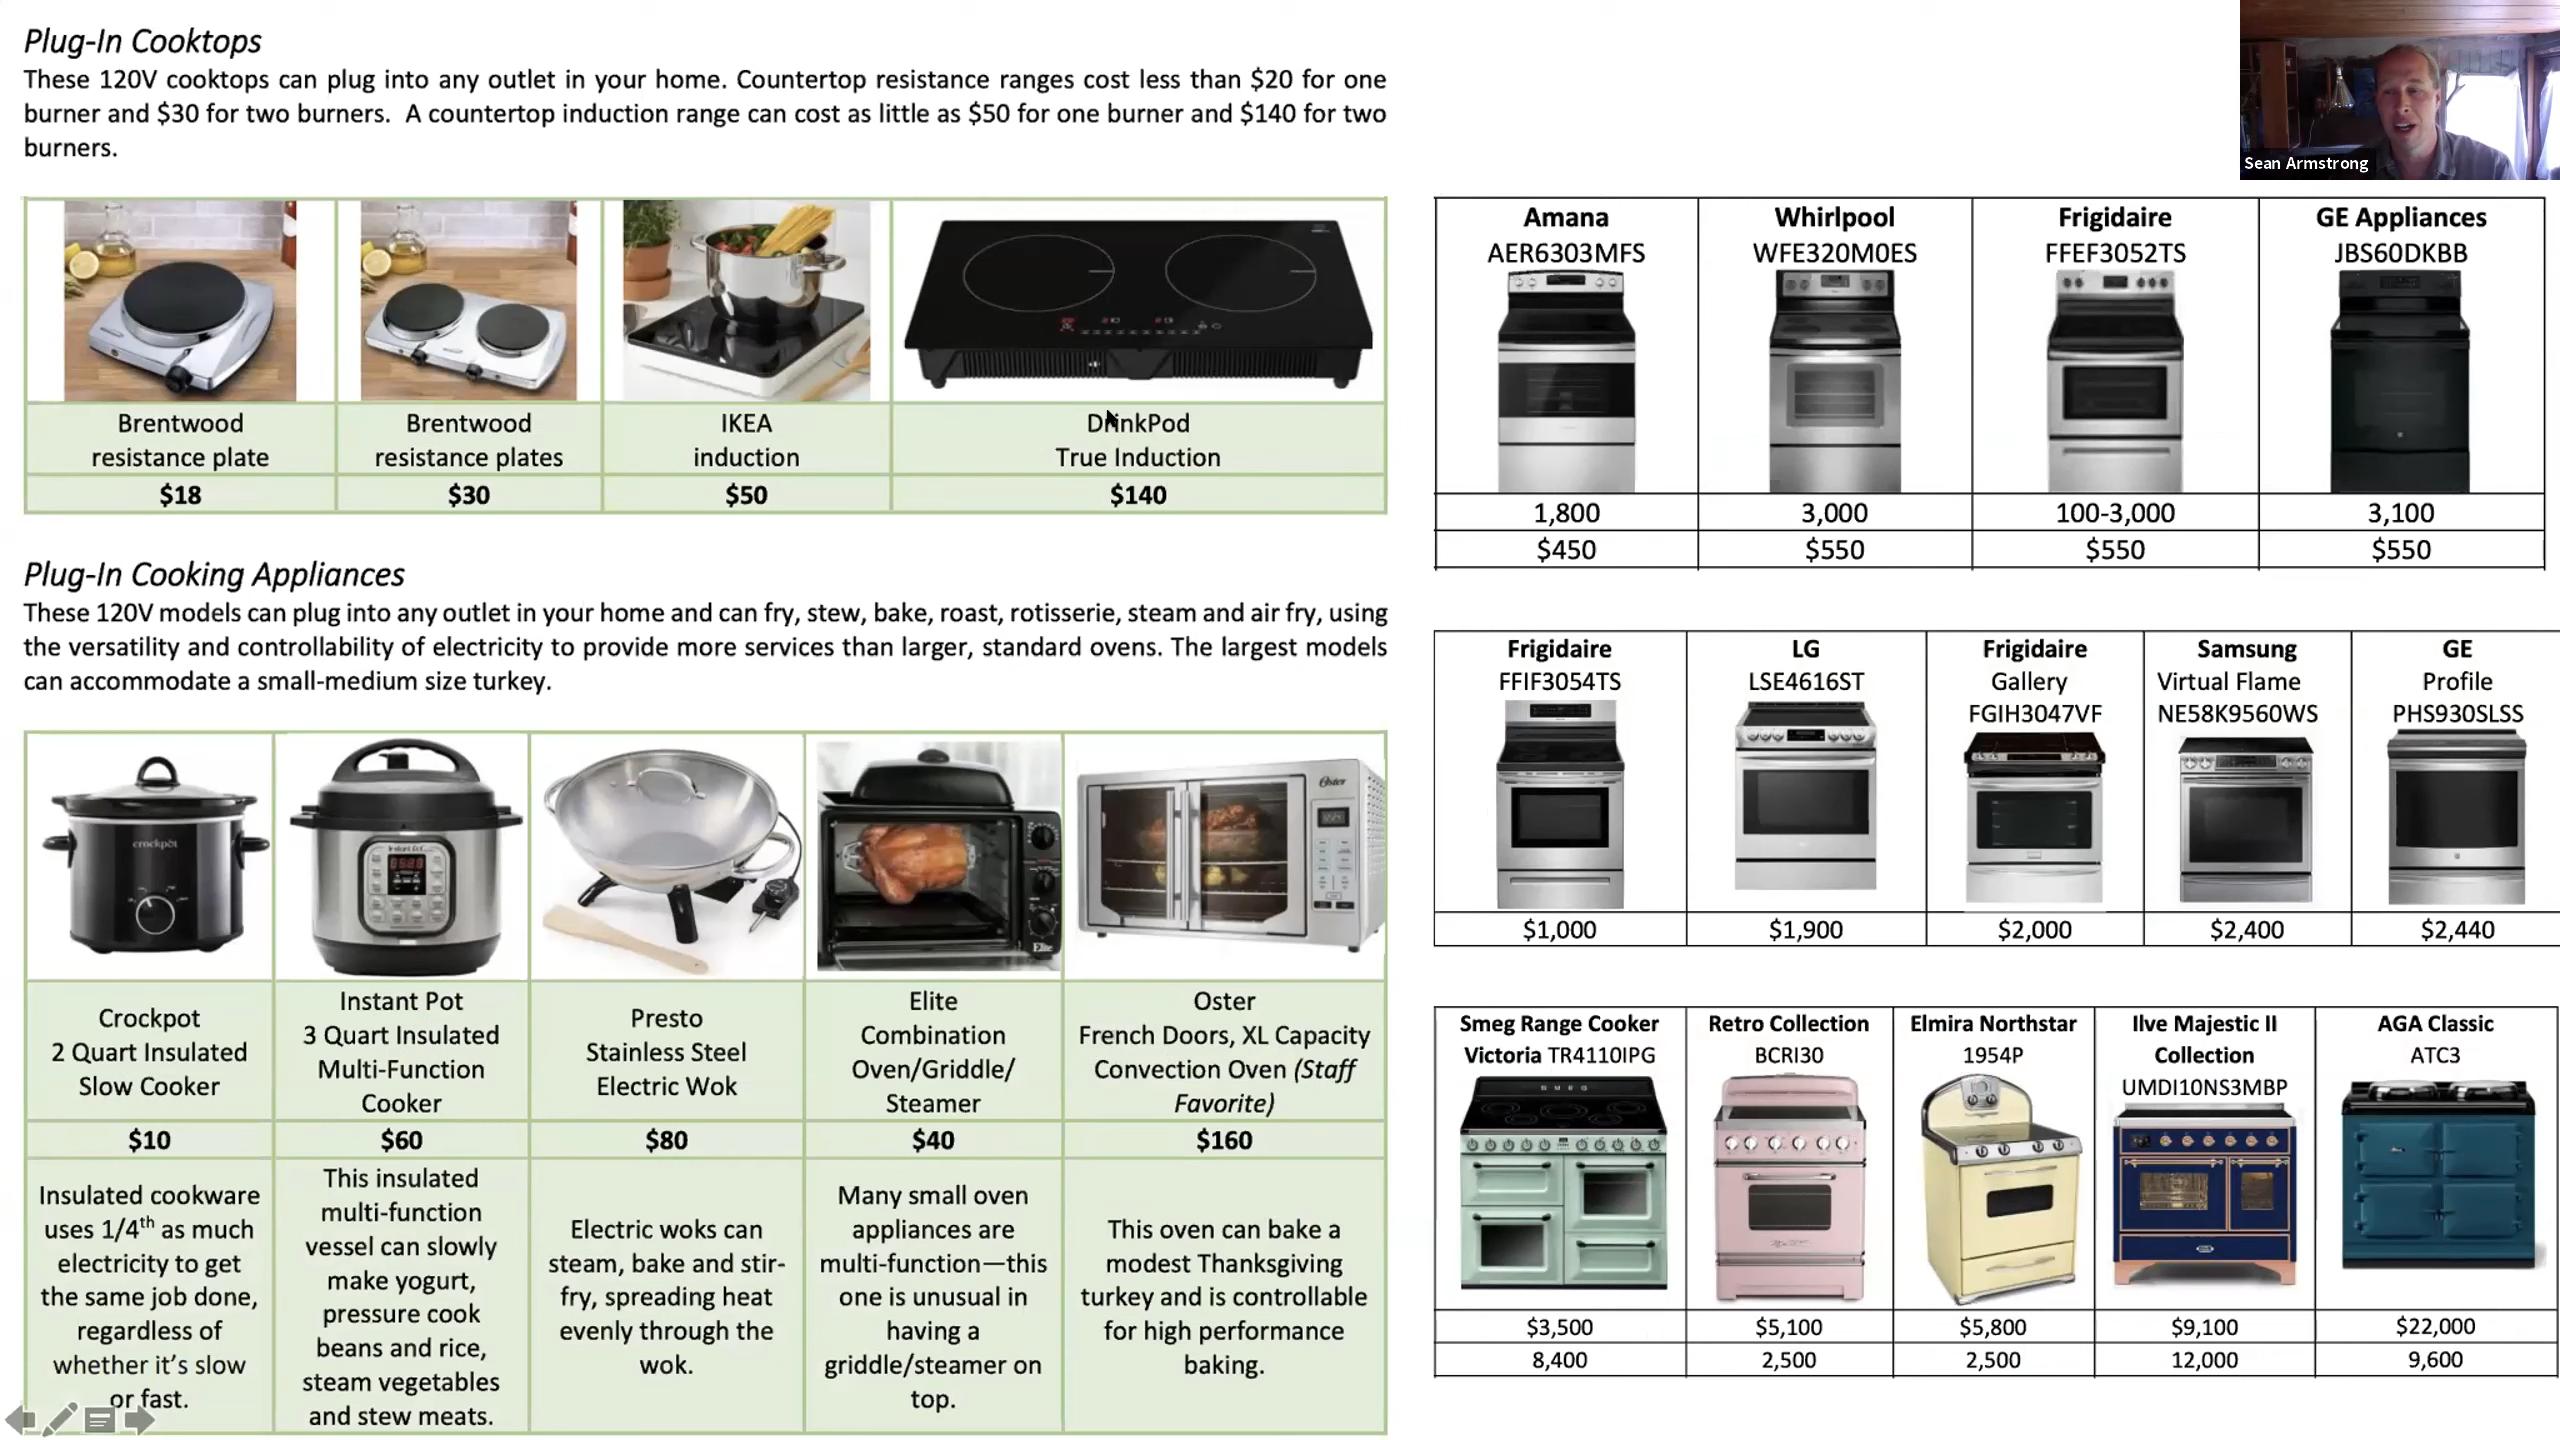 Plug-In Cooktops
These 120V cooktops can plug into any outlet in your home. Countertop resistance ranges cost less than $20 for one
burner and $30 for two burners.  A countertop induction range can cost as little as $50 for one burner and $140 for two
burners.
Brentwood
resistance plate
$18
Brentwood
resistance plates
$30
IKEA
induction
$50
DrinkPod
True Induction
$140
Plug-In Cooking Appliances
These 120V models can plug into any outlet in your home and can fry, stew, bake, roast, rotisserie, steam and air fry, using
the versatility and controllability of electricity to provide more services than larger, standard ovens. The largest models
can accommodate a small-medium size turkey.
crockpot
Instant Pot
Elite
Oster
Crockpot
2 Quart Insulated
Slow Cooker
$10
Insulated cookware
uses 1/4th as much
electricity to get
the same job done,
regardless of
whether it's slow
or fast.
Instant Pot
3 Quart Insulated
Multi-Function
Cooker
$60
This insulated
multi-function
vessel can slowly
make yogurt,
pressure cook
beans and rice,
steam vegetables
and stew meats.
Presto
Stainless Steel
Electric Wok
$80
Electric woks can
steam, bake and stir-
fry, spreading heat
evenly through the
wok.
Elite
Combination
Oven/Griddle/
Steamer
$40
Many small oven
appliances are
multi-function—this
one is unusual in
having a
griddle/steamer on
top.
Oster
French Doors, XL Capacity
Convection Oven (Staff
Favorite)
$160
This oven can bake a
modest Thanksgiving
turkey and is controllable
for high performance
baking.
Sean Armstrong
Amana
AER6303MFS
1,800
$450
Whirlpool
WFE320M0ES
3,000
$550
Frigidaire
FFEF3052TS
100-3,000
$550
GE Appliances
JBS60DKBB
3,100
$550
Frigidaire
FFIF3054TS
$1,000
LG
LSE4616ST
$1,900
Frigidaire
Gallery
FGIH3047VF
$2,000
Samsung
Virtual Flame
NE58K9560WS
$2,400
GE
Profile
PHS930SLSS
$2,440
Smeg Range Cooker
Victoria TR4110IPG
SMEG
$3,500
8,400
Retro Collection
BCRI30
$5,100
2,500
Elmira Northstar
1954P
$5,800
2,500
Ilve Majestic II
Collection
UMDI10NS3MBP
$9,100
12,000
AGA Classic
ATC3
$22,000
9,600